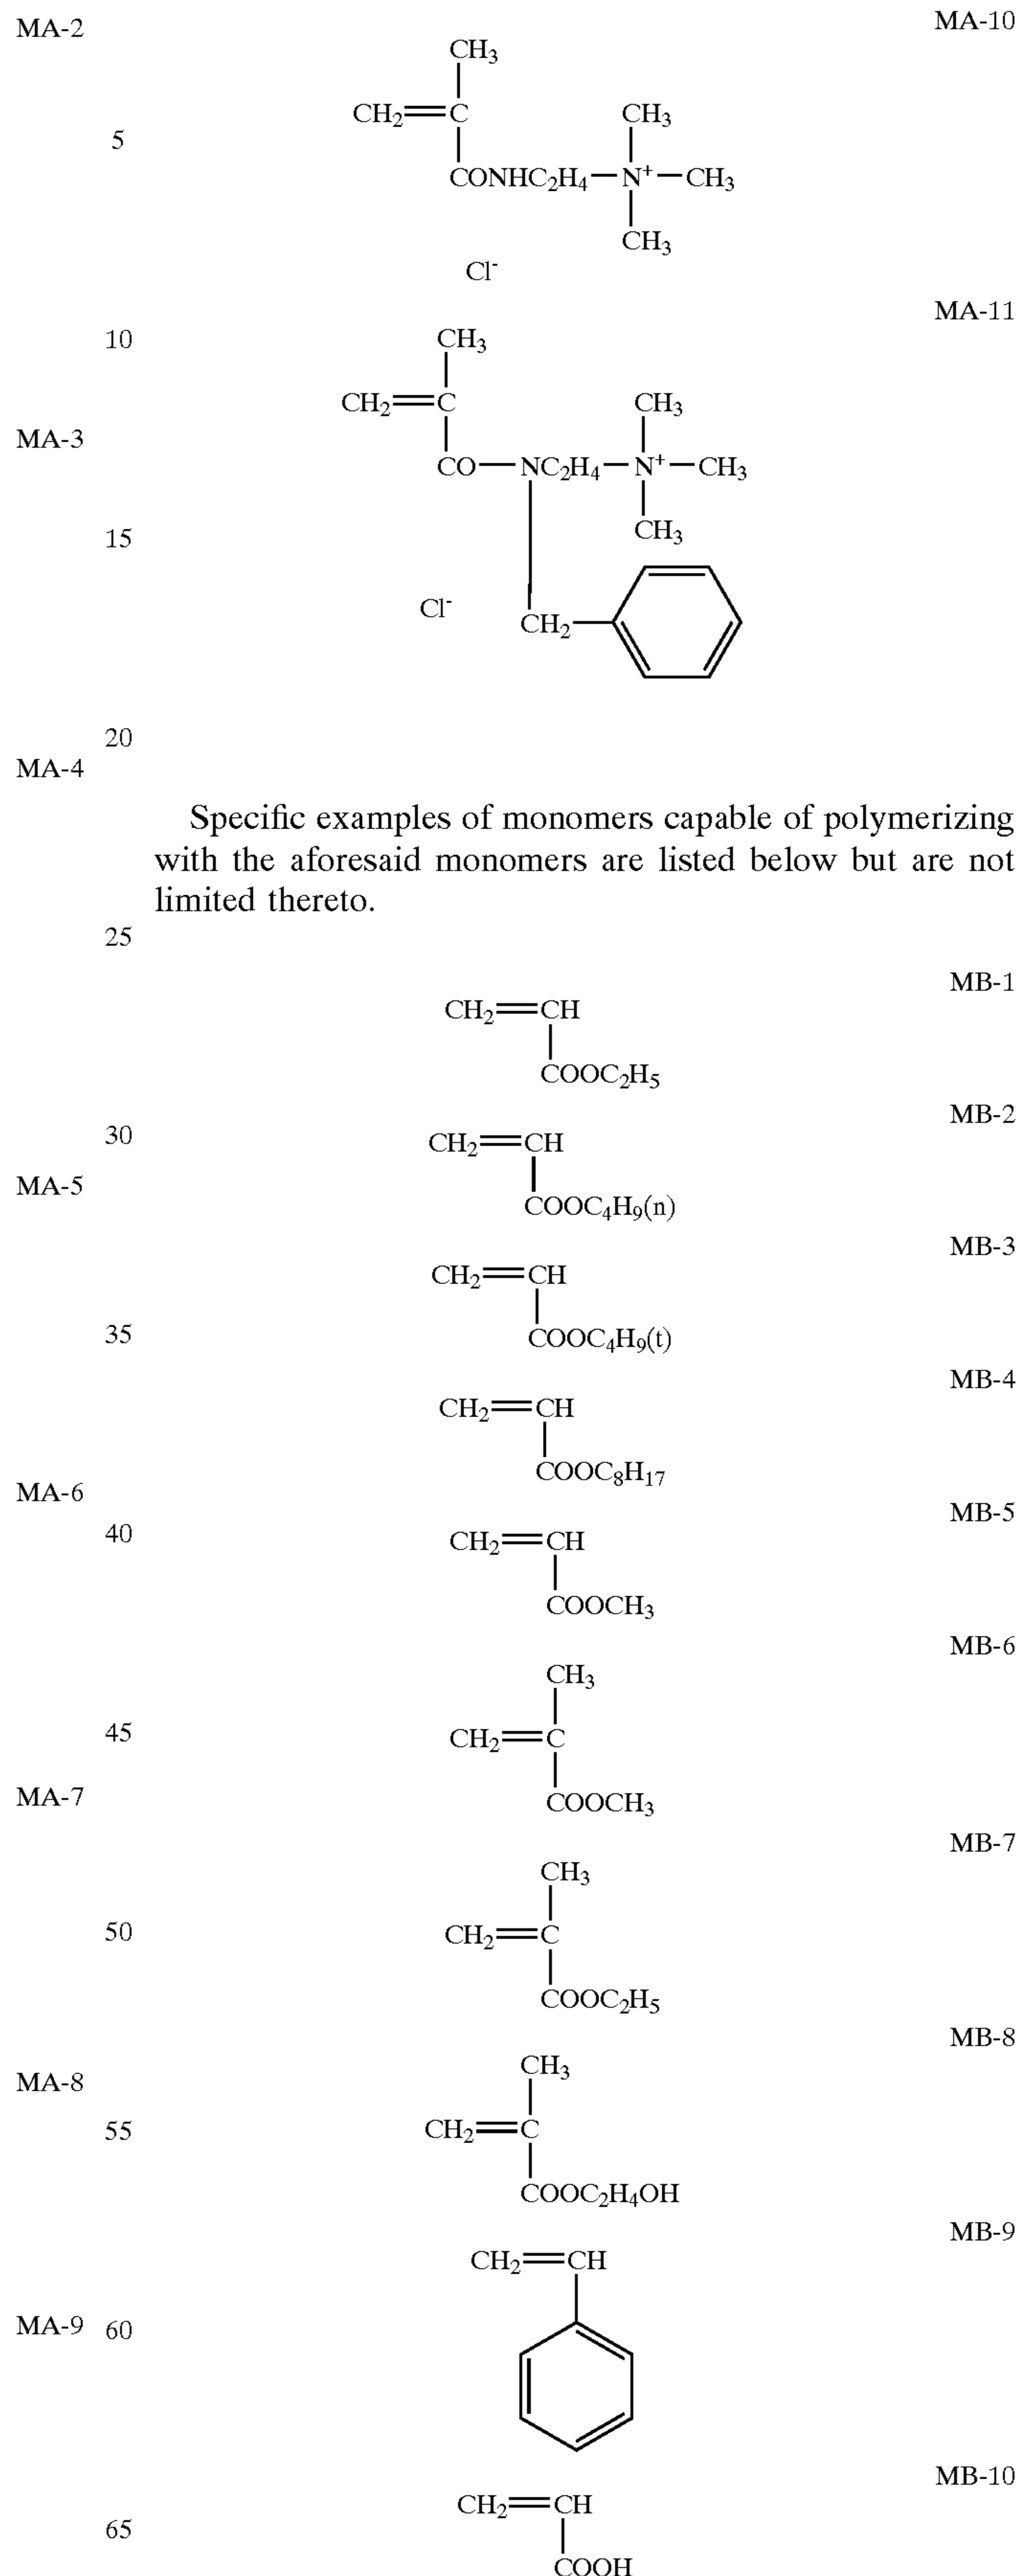 MA-2
MA-10
CH3
CH2=C
CH3
5
CONHC2H4—N+—CH3
CH3
Cl-
MA-11
10
CH3
CH2=C
CH3
MA-3
CO—NC2H4—N+—CH3
CH3
15
Cl-
CH2
20
MA-4
Specific examples of monomers capable of polymerizing
with the aforesaid monomers are listed below but are not
limited thereto.
25
MB-1
CH2=CH
COOC2H5
MB-2
30
CH2=CH
MA-5
COOC4H9(n)
MB-3
CH2=CH
35
COOC4H9(t)
MB-4
CH2=CH
COOC8H17
MA-6
MB-5
40
CH2=CH
COOCH3
MB-6
CH3
45
CH2=C
MA-7
COOCH3
MB-7
CH3
50
CH2=C
COOC2H5
MB-8
CH3
MA-8
55
CH2=C
COOC2H4OH
MB-9
CH2=CH
MA-9
60
MB-10
CH2=CH
65
COOH